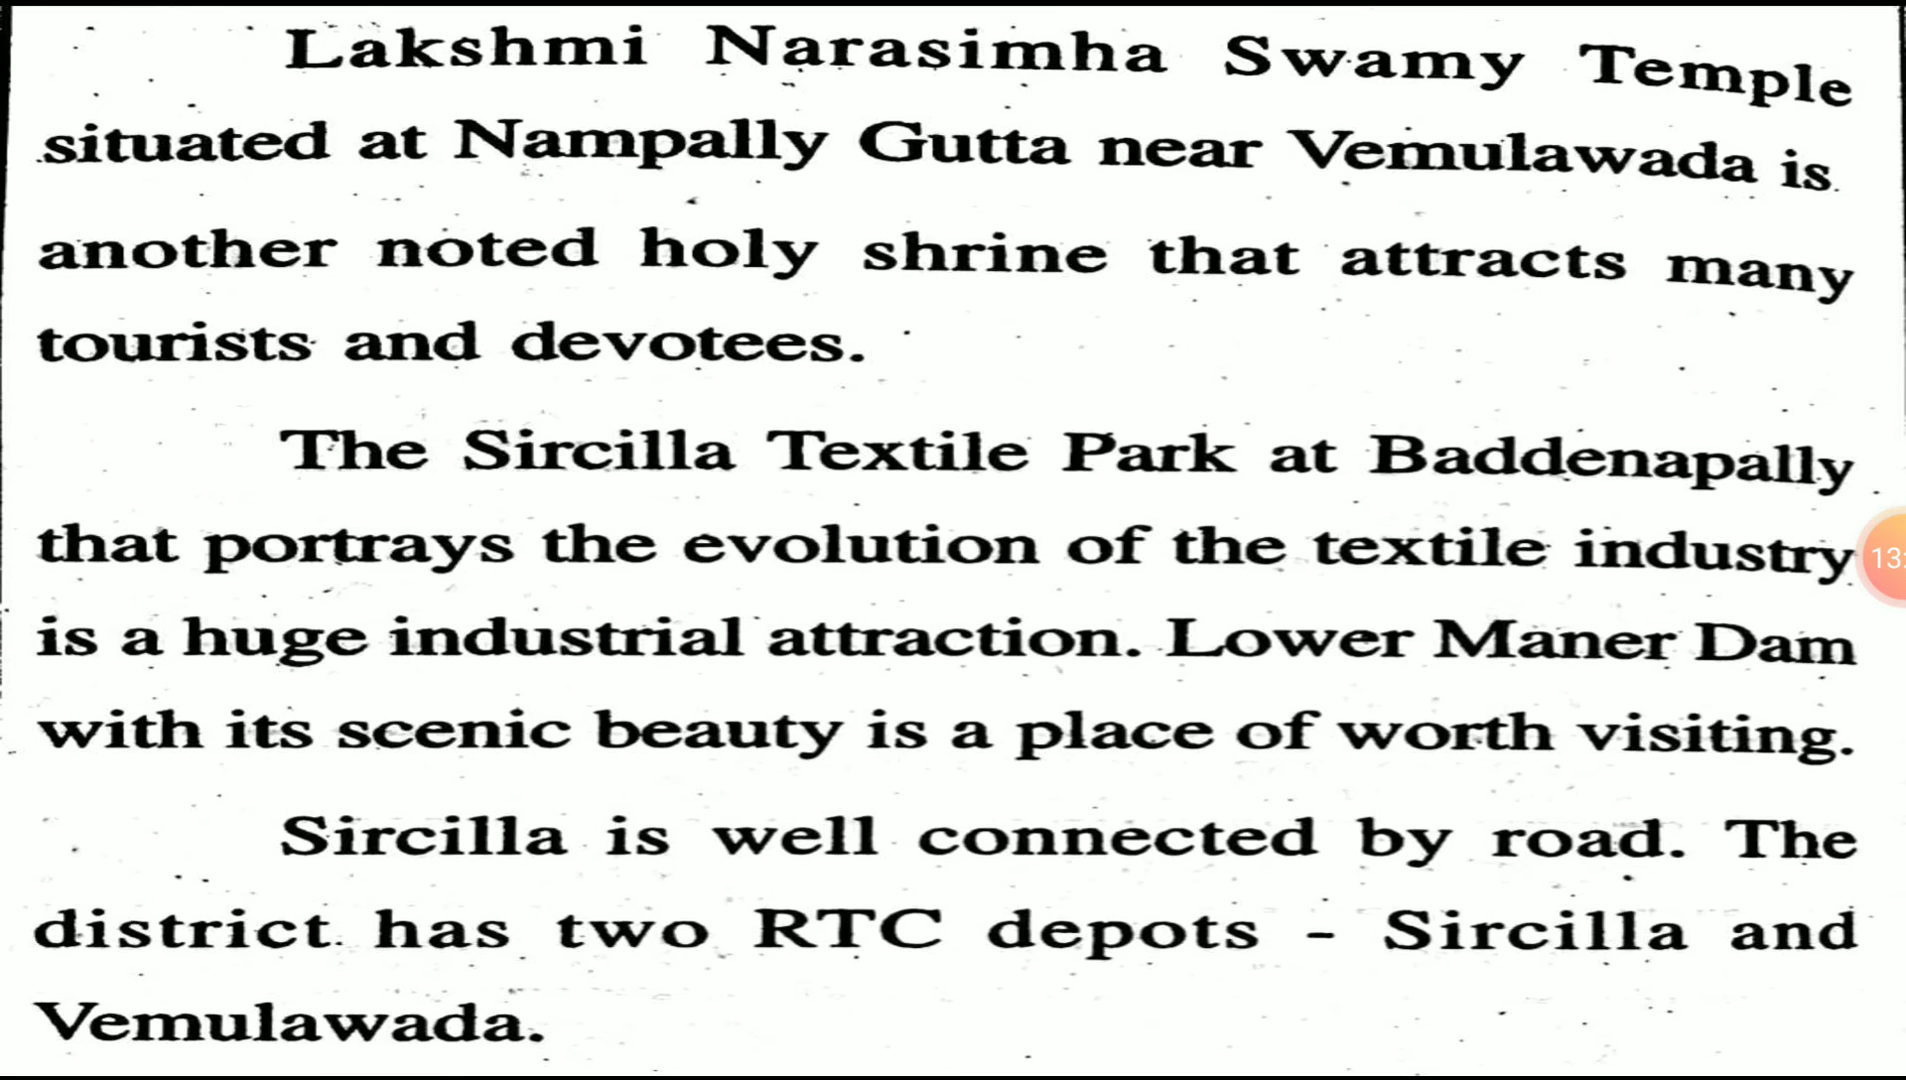 Lakshmi Narasimha Swamy Temple
situated at Nampally Gutta near Vemulawada is
another noted holy shrine that attracts many
tourists and devotees.
The Sircilla Textile Park at Baddenapally
that portrays the evolution of the textile industry
is a huge industrial attraction. Lower Maner Dam
with its scenic beauty is a place of worth visiting.
Sircilla is well connected by road. The
district has two RTC depots - Sircilla and
Vemulawada.